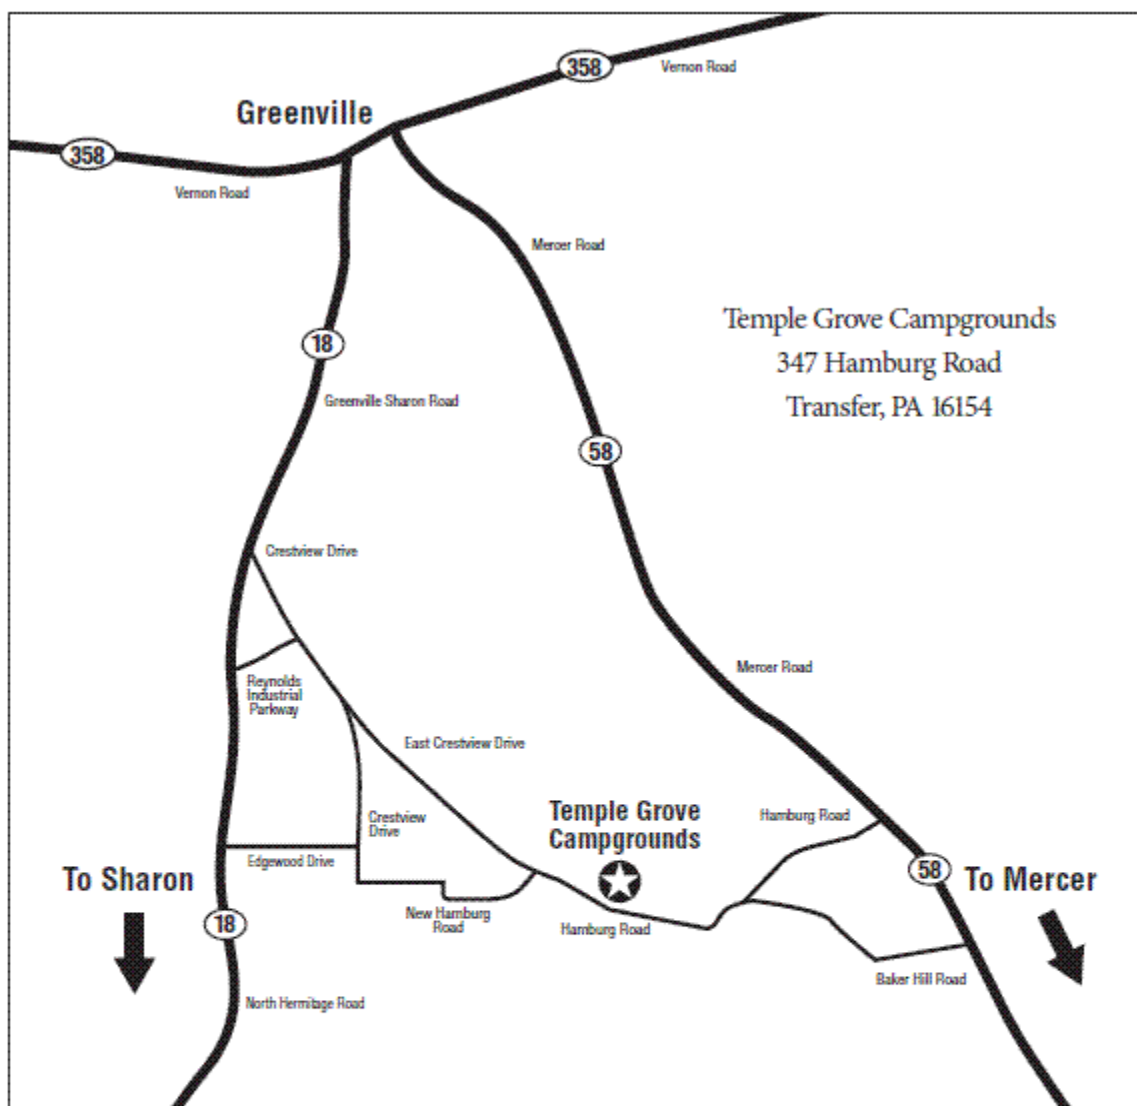 358
Vernon Road
Greenville
358
Vernon Road
Mercer Road
Temple Grove Campgrounds
347 Hamburg Road
Transfer, PA 16154
18
Greenville Sharon Road
58
Crestview Drive
Mercer Road
Reynolds
Industrial
Parkway
East Crestview Drive
Temple Grove
Campgrounds
Hamburg Road
Crestview
Drive
Edgewood Drive
58
To Sharon
To Mercer
New Hamburg
Road
18
Hamburg Road
Baker Hill Road
North Hermitage Road